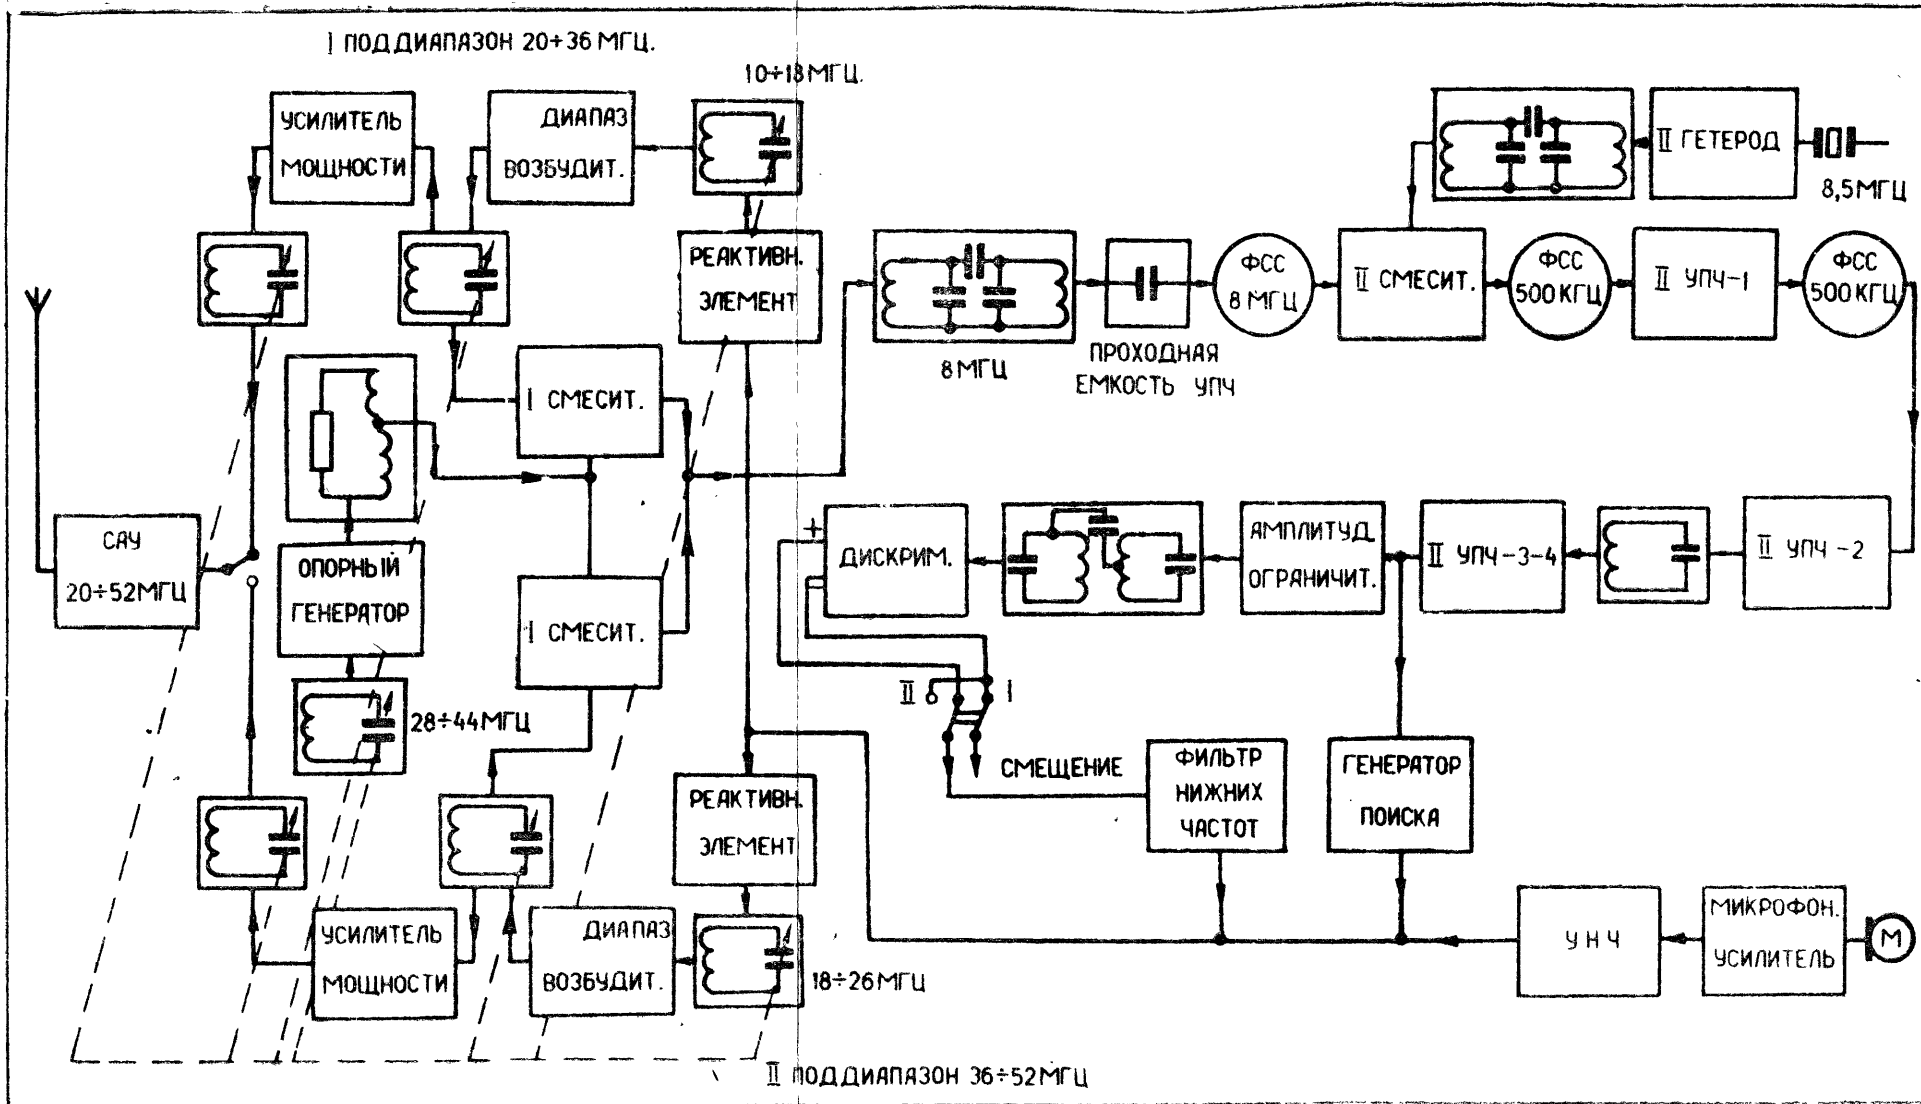 I ПОДДИАПАЗОН 20÷36 МГЦ.
10÷18 МГЦ.
УСИЛИТЕЛЬ
МОЩНОСТИ
ДИАПАЗ
ВОЗБУДИТ.
II ГЕТЕРОД
8,5 МГЦ
РЕАКТИВН.
ЭЛЕМЕНТ
8 МГЦ
ПРОХОДНАЯ
ЕМКОСТЬ УПЧ
ФСС
8 МГЦ
II СМЕСИТ.
ФСС
500 КГЦ
II УПЧ-1
ФСС
500 КГЦ
I СМЕСИТ.
САУ
20÷52 МГЦ
ОПОРНЫЙ
ГЕНЕРАТОР
28÷44 МГЦ
I СМЕСИТ.
+
ДИСКРИМ.
АМПЛИТУД.
ОГРАНИЧИТ.
II УПЧ-3-4
II УПЧ-2
II
I
СМЕЩЕНИЕ
ФИЛЬТР
НИЖНИХ
ЧАСТОТ
ГЕНЕРАТОР
ПОИСКА
РЕАКТИВН.
ЭЛЕМЕНТ
УСИЛИТЕЛЬ
МОЩНОСТИ
ДИАПАЗ
ВОЗБУДИТ.
18÷26 МГЦ
УНЧ
МИКРОФОН.
УСИЛИТЕЛЬ
М
II ПОДДИАПАЗОН 36÷52 МГЦ